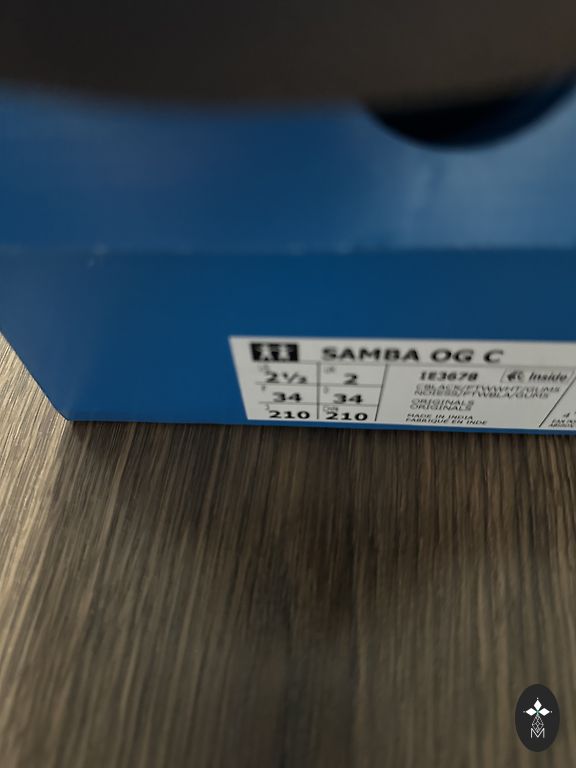 SAMBA OG C
2½ 2
34 34
210 210
IE3678
Inside
CBLACK/FTWWHT/GUM5
NOIESS/FTWBLA/GUM5
ORIGINALS
ORIGINALS
MADE IN INDIA
FABRIQUÉ EN INDE
M